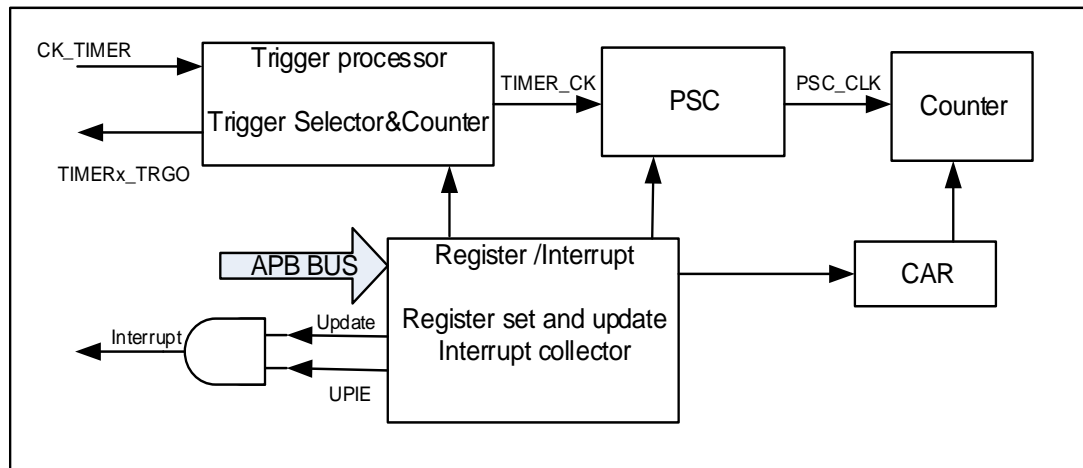 CK_TIMER
Trigger processor
Trigger Selector&Counter
TIMERx_TRGO
TIMER_CK
PSC
PSC_CLK
Counter
APB BUS
Register /Interrupt
Register set and update
Interrupt collector
CAR
Interrupt
Update
UPIE